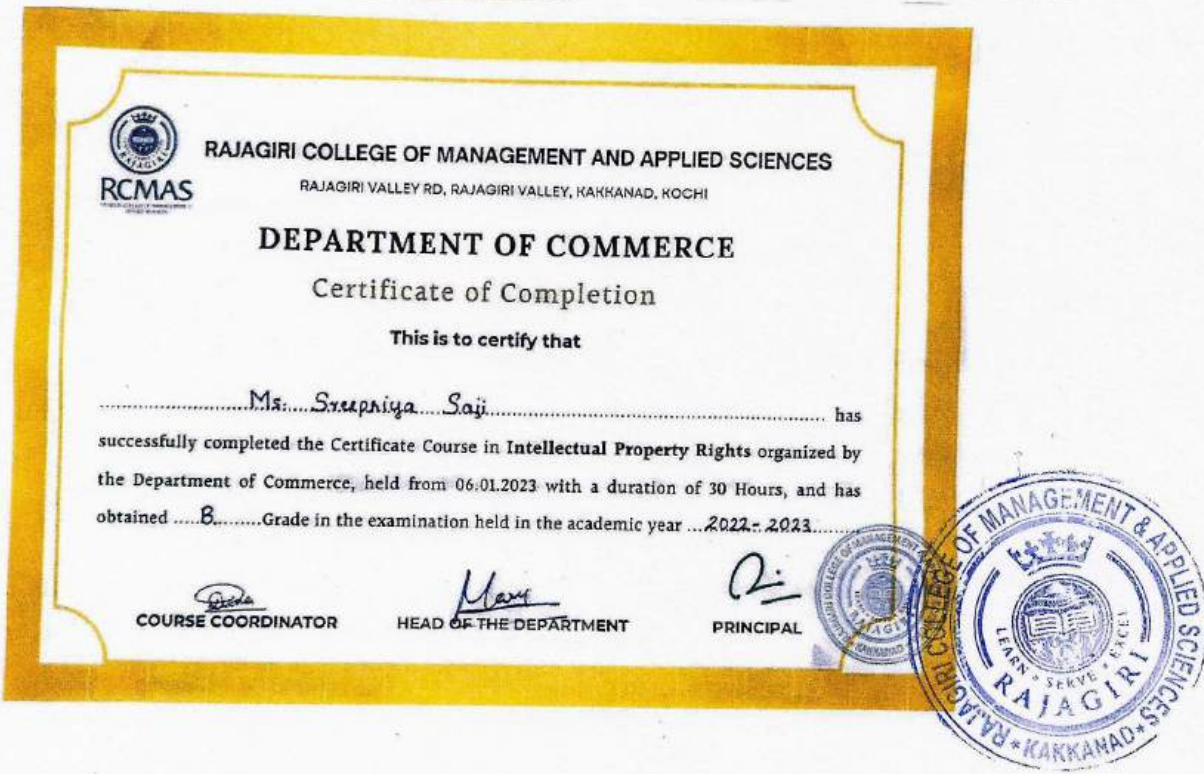 RAJAGIRI
RCMAS
RAJAGIRI COLLEGE OF MANAGEMENT AND APPLIED SCIENCES
RAJAGIRI VALLEY RD, RAJAGIRI VALLEY, KAKKANAD, KOCHI
DEPARTMENT OF COMMERCE
Certificate of Completion
This is to certify that
Ms. Sreepriya Saji has
successfully completed the Certificate Course in Intellectual Property Rights organized by
the Department of Commerce, held from 06.01.2023 with a duration of 30 Hours, and has
obtained B Grade in the examination held in the academic year 2022-2023
COURSE COORDINATOR
HEAD OF THE DEPARTMENT
PRINCIPAL
RAJAGIRI COLLEGE OF MANAGEMENT & APPLIED SCIENCES
LEARN SERVE EXCEL
RAJAGIRI
KAKKANAD